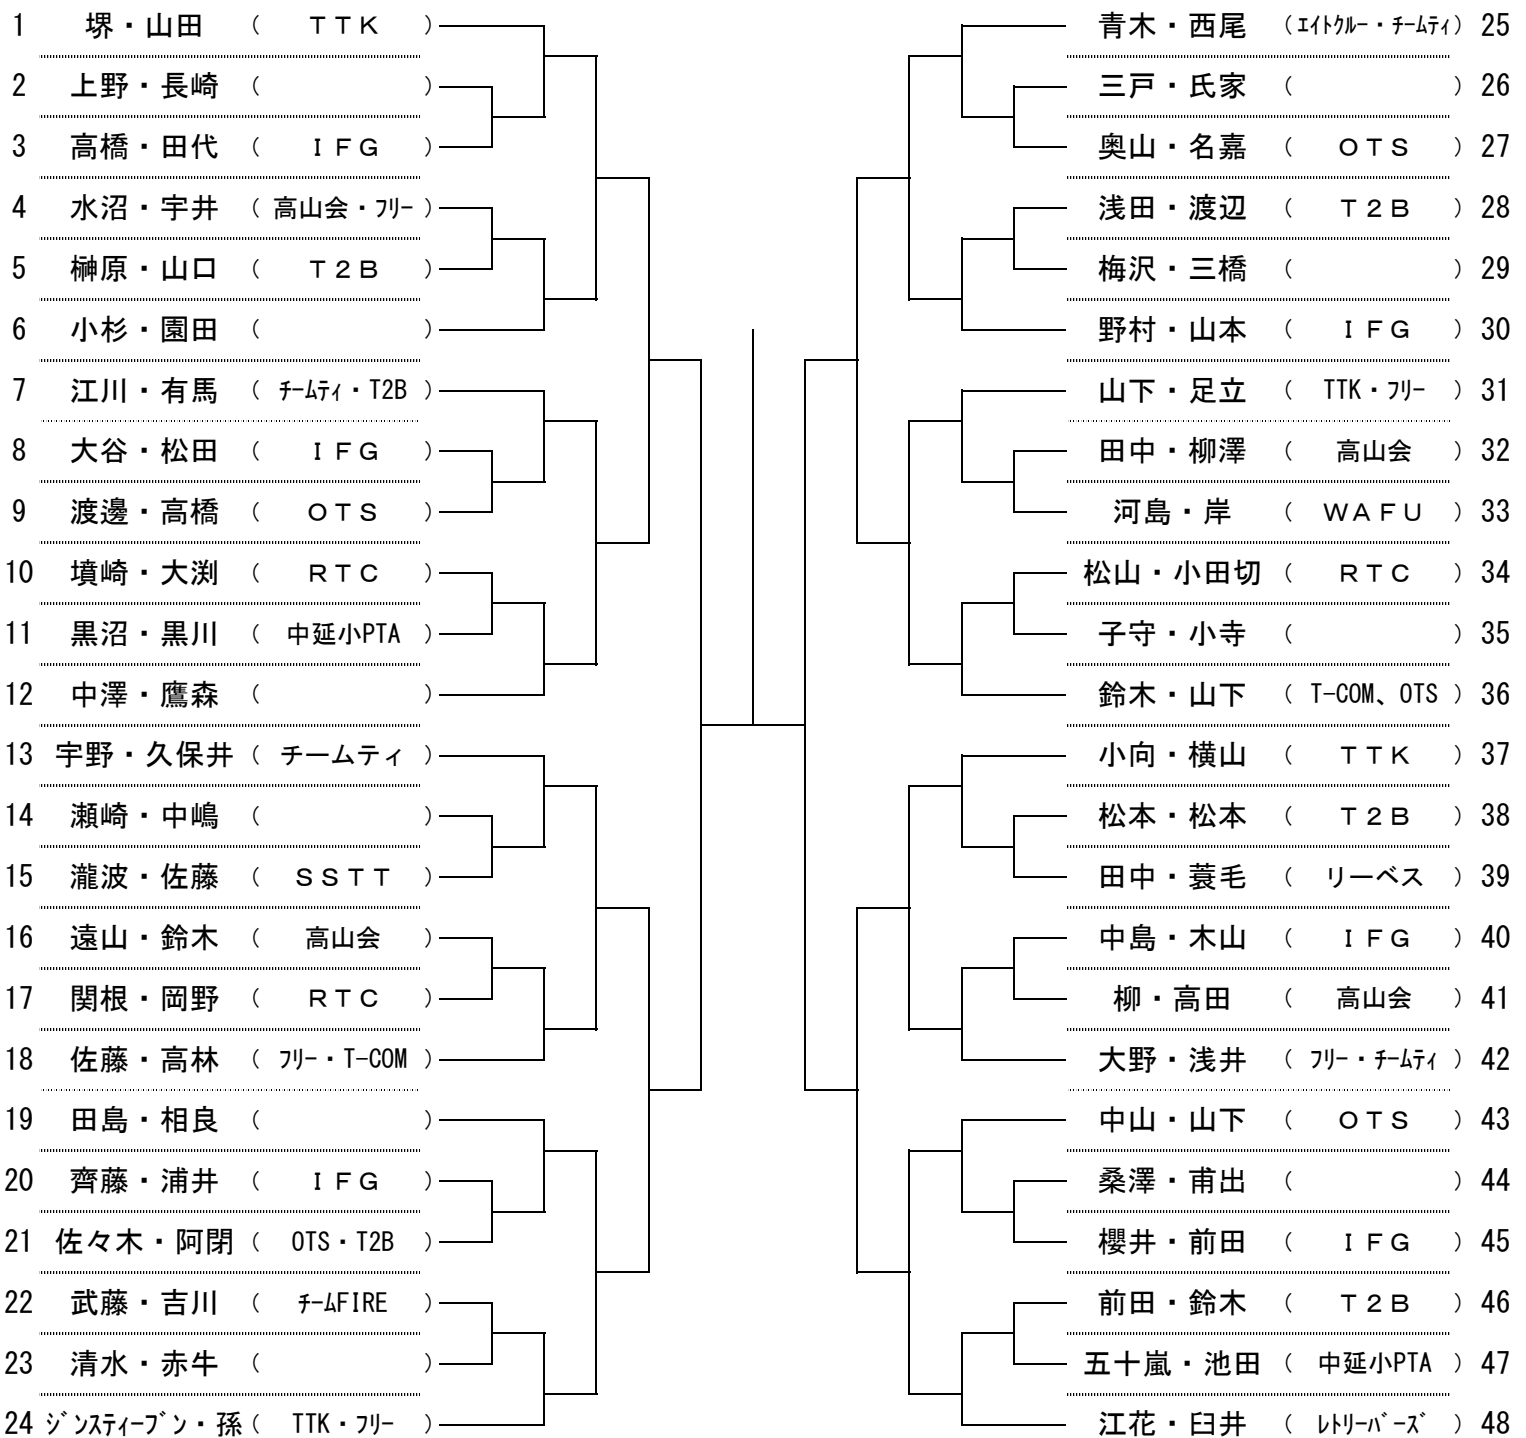 1 堺・山田 （ ＴＴＫ ）
2 上野・長崎 （ ）
3 高橋・田代 （ ＩＦＧ ）
4 水沼・宇井 （ 高山会・ﾌﾘｰ ）
5 榊原・山口 （ Ｔ２Ｂ ）
6 小杉・園田 （ ）
7 江川・有馬 （ ﾁｰﾑﾃｨ・T2B ）
8 大谷・松田 （ ＩＦＧ ）
9 渡邊・高橋 （ ＯＴＳ ）
10 墳崎・大渕 （ ＲＴＣ ）
11 黒沼・黒川 （ 中延小PTA ）
12 中澤・鷹森 （ ）
13 宇野・久保井 （ チームティ ）
14 瀬崎・中嶋 （ ）
15 瀧波・佐藤 （ ＳＳＴＴ ）
16 遠山・鈴木 （ 高山会 ）
17 関根・岡野 （ ＲＴＣ ）
18 佐藤・高林 （ ﾌﾘｰ・T-COM ）
19 田島・相良 （ ）
20 齊藤・浦井 （ ＩＦＧ ）
21 佐々木・阿閉 （ OTS・T2B ）
22 武藤・吉川 （ ﾁｰﾑFIRE ）
23 清水・赤牛 （ ）
24 ｼﾞﾝｽﾃｨｰﾌﾞﾝ・孫 （ TTK・ﾌﾘｰ ）
青木・西尾 （ｴｲﾄｸﾙｰ・ﾁｰﾑﾃｨ） 25
三戸・氏家 （ ） 26
奥山・名嘉 （ ＯＴＳ ） 27
浅田・渡辺 （ Ｔ２Ｂ ） 28
梅沢・三橋 （ ） 29
野村・山本 （ ＩＦＧ ） 30
山下・足立 （ TTK・ﾌﾘｰ ） 31
田中・柳澤 （ 高山会 ） 32
河島・岸 （ ＷＡＦＵ ） 33
松山・小田切 （ ＲＴＣ ） 34
子守・小寺 （ ） 35
鈴木・山下 （ T-COM、OTS ） 36
小向・横山 （ ＴＴＫ ） 37
松本・松本 （ Ｔ２Ｂ ） 38
田中・蓑毛 （ リーベス ） 39
中島・木山 （ ＩＦＧ ） 40
柳・高田 （ 高山会 ） 41
大野・浅井 （ ﾌﾘｰ・ﾁｰﾑﾃｨ ） 42
中山・山下 （ ＯＴＳ ） 43
桑澤・甫出 （ ） 44
櫻井・前田 （ ＩＦＧ ） 45
前田・鈴木 （ Ｔ２Ｂ ） 46
五十嵐・池田 （ 中延小PTA ） 47
江花・臼井 （ ﾚﾄﾘｰﾊﾞｰｽﾞ ） 48